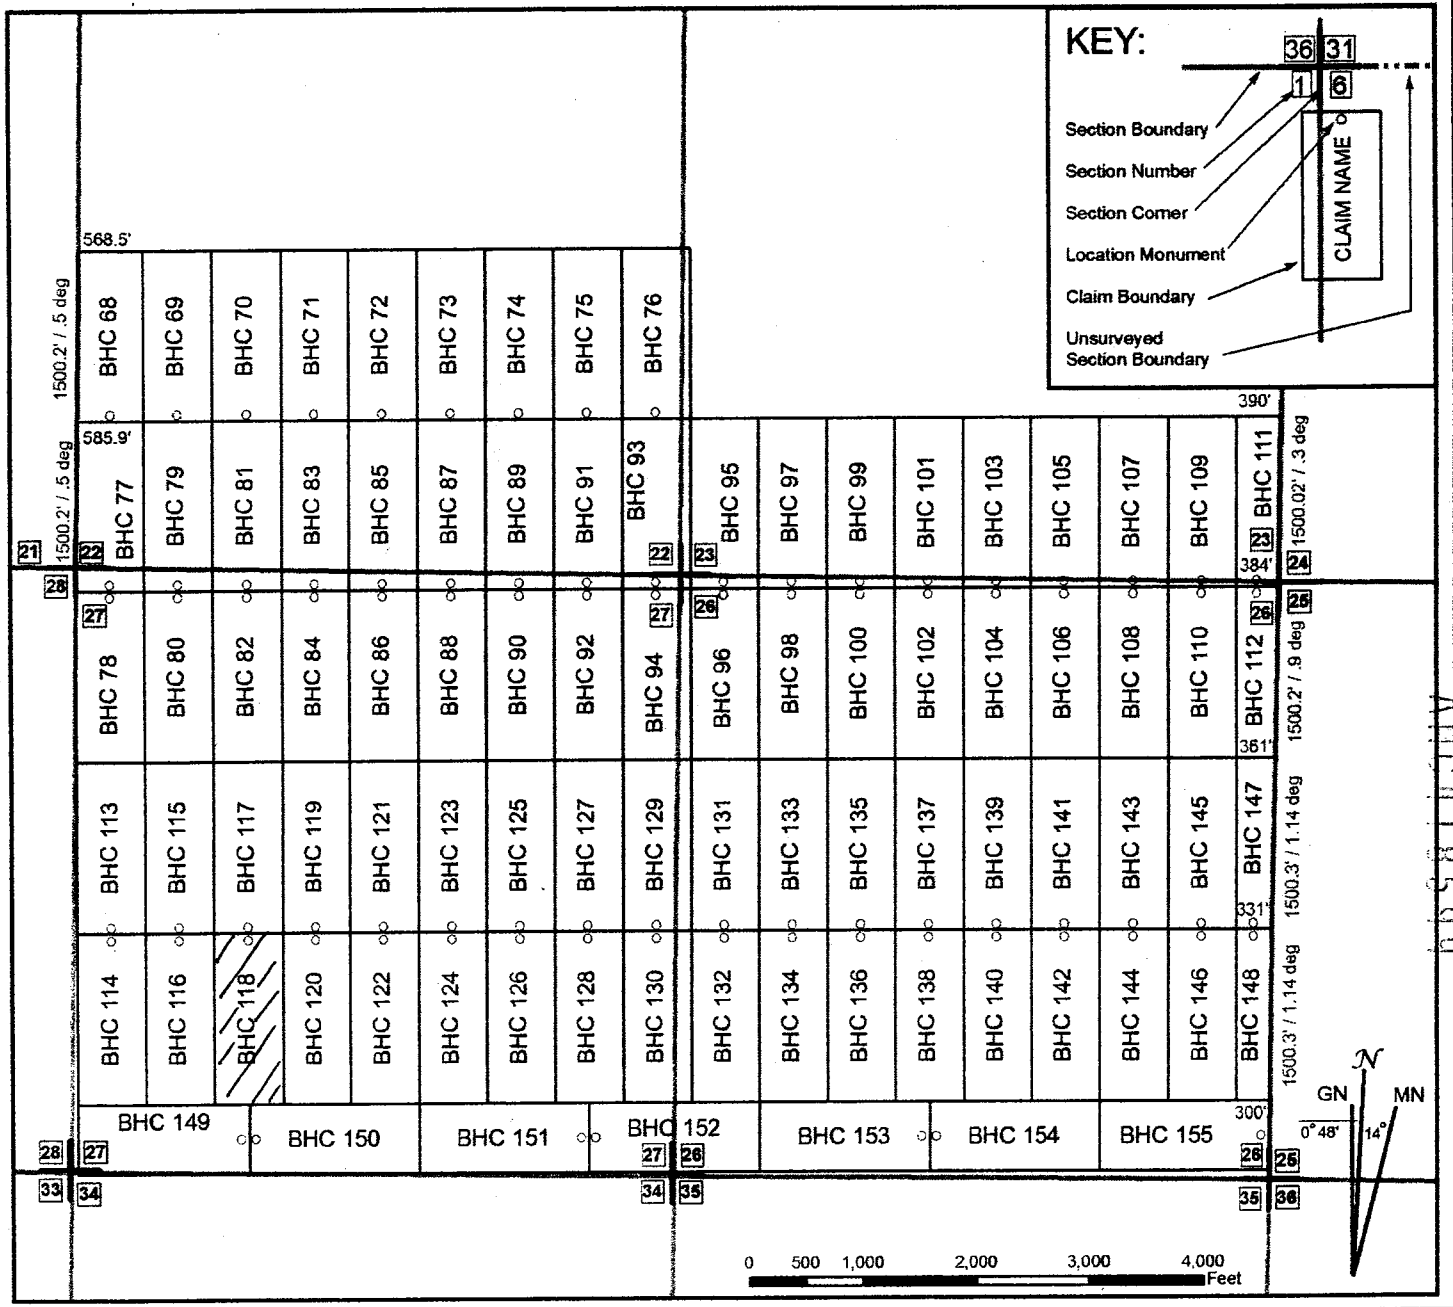 KEY:
36 31
1 6
Section Boundary
Section Number
Section Corner
Location Monument
Claim Boundary
Unsurveyed
Section Boundary
CLAIM NAME
568.5'
1500.2' / .5 deg
BHC 68
BHC 69
BHC 70
BHC 71
BHC 72
BHC 73
BHC 74
BHC 75
BHC 76
390'
585.9'
1500.2' / .5 deg
BHC 77
BHC 79
BHC 81
BHC 83
BHC 85
BHC 87
BHC 89
BHC 91
BHC 93
BHC 95
BHC 97
BHC 99
BHC 101
BHC 103
BHC 105
BHC 107
BHC 109
BHC 111
1500.02' / .3 deg
21 22
22 23
23 24
384'
28 27
27 26
26 25
BHC 78
BHC 80
BHC 82
BHC 84
BHC 86
BHC 88
BHC 90
BHC 92
BHC 94
BHC 96
BHC 98
BHC 100
BHC 102
BHC 104
BHC 106
BHC 108
BHC 110
BHC 112
1500.2' / .9 deg
361'
BHC 113
BHC 115
BHC 117
BHC 119
BHC 121
BHC 123
BHC 125
BHC 127
BHC 129
BHC 131
BHC 133
BHC 135
BHC 137
BHC 139
BHC 141
BHC 143
BHC 145
BHC 147
1500.3' / 1.14 deg
331'
BHC 114
BHC 116
BHC 118
BHC 120
BHC 122
BHC 124
BHC 126
BHC 128
BHC 130
BHC 132
BHC 134
BHC 136
BHC 138
BHC 140
BHC 142
BHC 144
BHC 146
BHC 148
1500.3' / 1.14 deg
300'
BHC 149
BHC 150
BHC 151
BHC 152
BHC 153
BHC 154
BHC 155
28 27
27 26
26 25
33 34
34 35
35 36
N
GN MN
0° 48' 14°
0 500 1,000 2,000 3,000 4,000
Feet